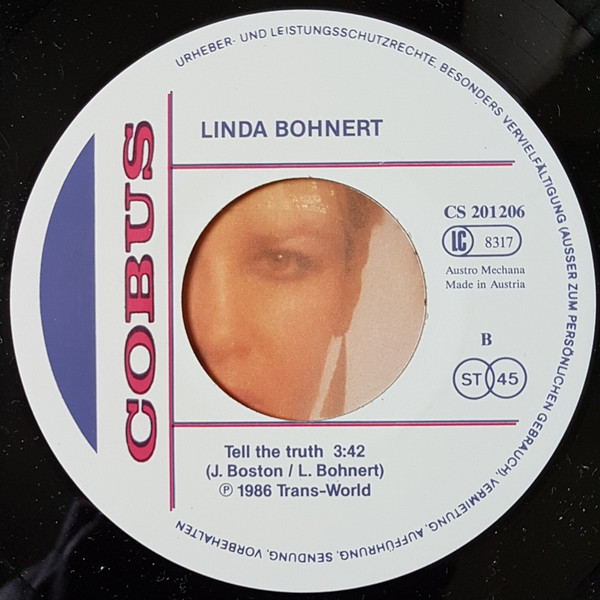 URHEBER- UND LEISTUNGSSCHUTZRECHTE, BESONDERS VERVIELFÄLTIGUNG (AUSSER ZUM PERSÖNLICHEN GEBRAUCH), VERMIETUNG, AUFFÜHRUNG, SENDUNG, VORBEHALTEN
COBUS
LINDA BOHNERT
CS 201206
LC 8317
Austro Mechana
Made in Austria
B
ST 45
Tell the truth 3:42
(J. Boston / L. Bohnert)
℗ 1986 Trans-World